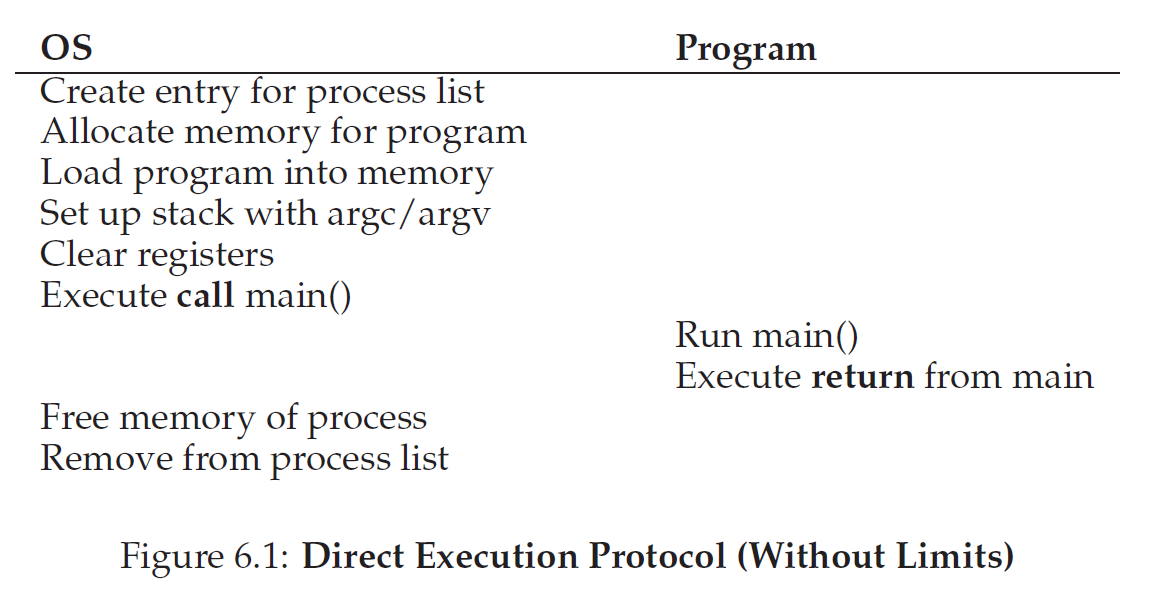 OS Program
Create entry for process list
Allocate memory for program
Load program into memory
Set up stack with argc/argv
Clear registers
Execute call main()
Run main()
Execute return from main
Free memory of process
Remove from process list
Figure 6.1: Direct Execution Protocol (Without Limits)